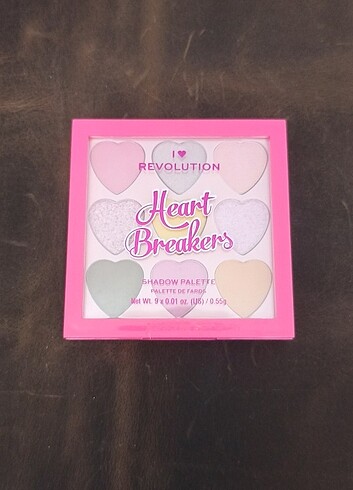 I ♥
REVOLUTION
Heart
Breakers
SHADOW PALETTE
PALETTE DE FARDS
Net Wt. 9 x 0.01 oz. (US) / 0.55g